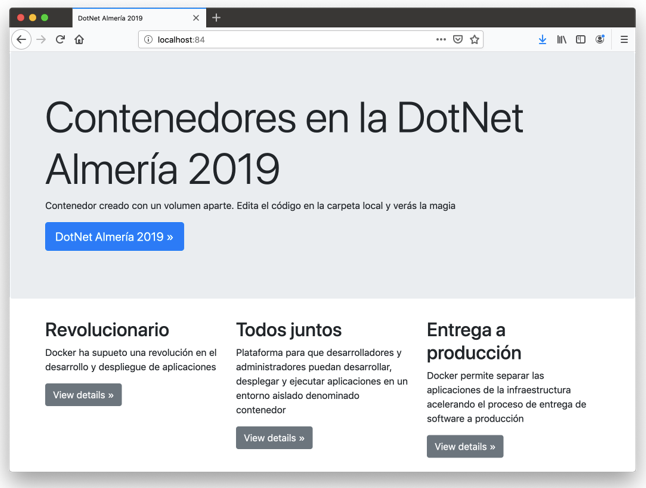 DotNet Almería 2019
localhost:84
Contenedores en la DotNet
Almería 2019
Contenedor creado con un volumen aparte. Edita el código en la carpeta local y verás la magia
DotNet Almería 2019 »
Revolucionario
Docker ha supueto una revolución en el
desarrollo y despliegue de aplicaciones
View details »
Todos juntos
Plataforma para que desarrolladores y
administradores puedan desarrollar,
desplegar y ejecutar aplicaciones en un
entorno aislado denominado
contenedor
View details »
Entrega a
producción
Docker permite separar las
aplicaciones de la infraestructura
acelerando el proceso de entrega de
software a producción
View details »